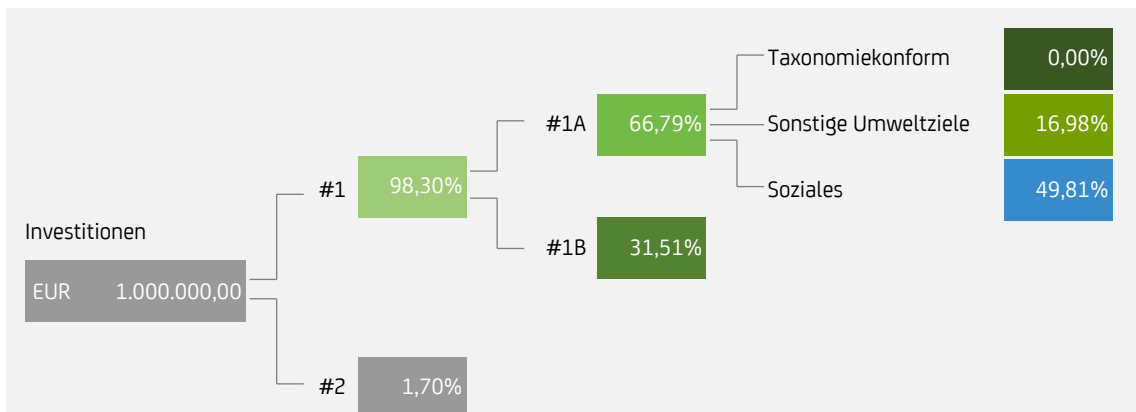 Taxonomiekonform 0,00%
#1A 66,79% Sonstige Umweltziele 16,98%
#1 98,30% Soziales 49,81%
Investitionen
#1B 31,51%
EUR 1.000.000,00
#2 1,70%